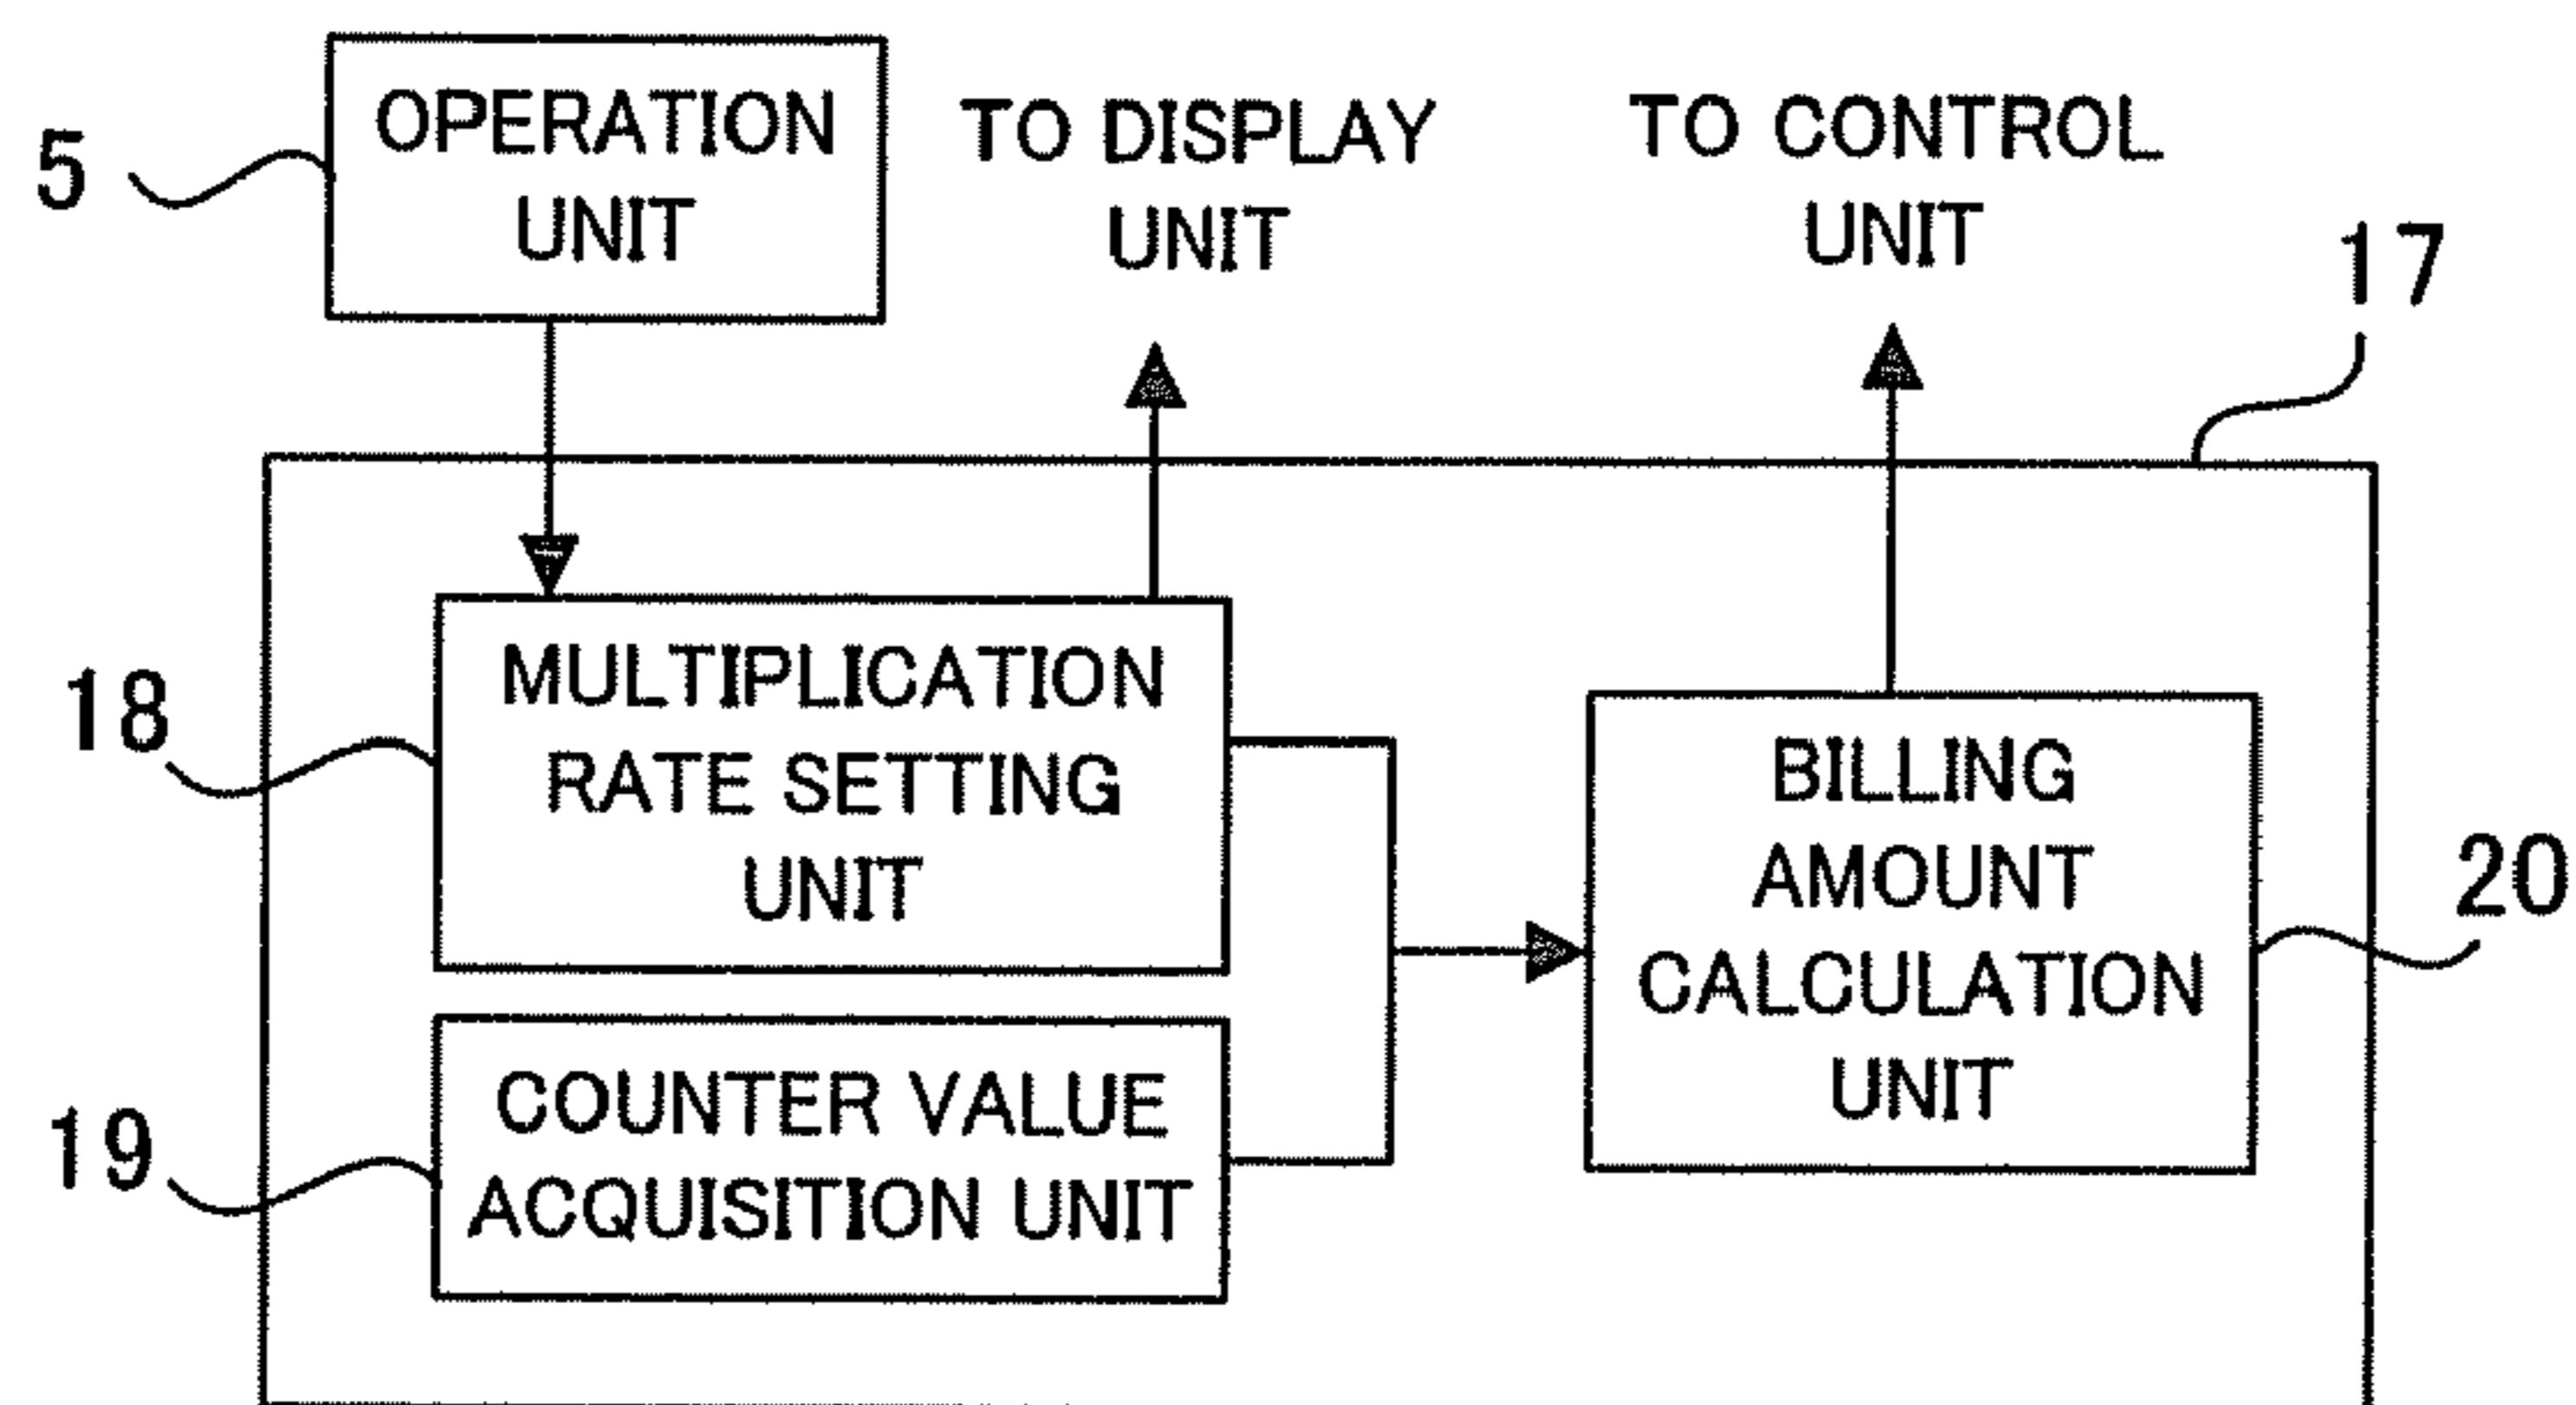 OPERATION
UNIT
5
TO DISPLAY
UNIT
TO CONTROL
UNIT
17
MULTIPLICATION
RATE SETTING
UNIT
18
BILLING
AMOUNT
CALCULATION
UNIT
20
COUNTER VALUE
ACQUISITION UNIT
19